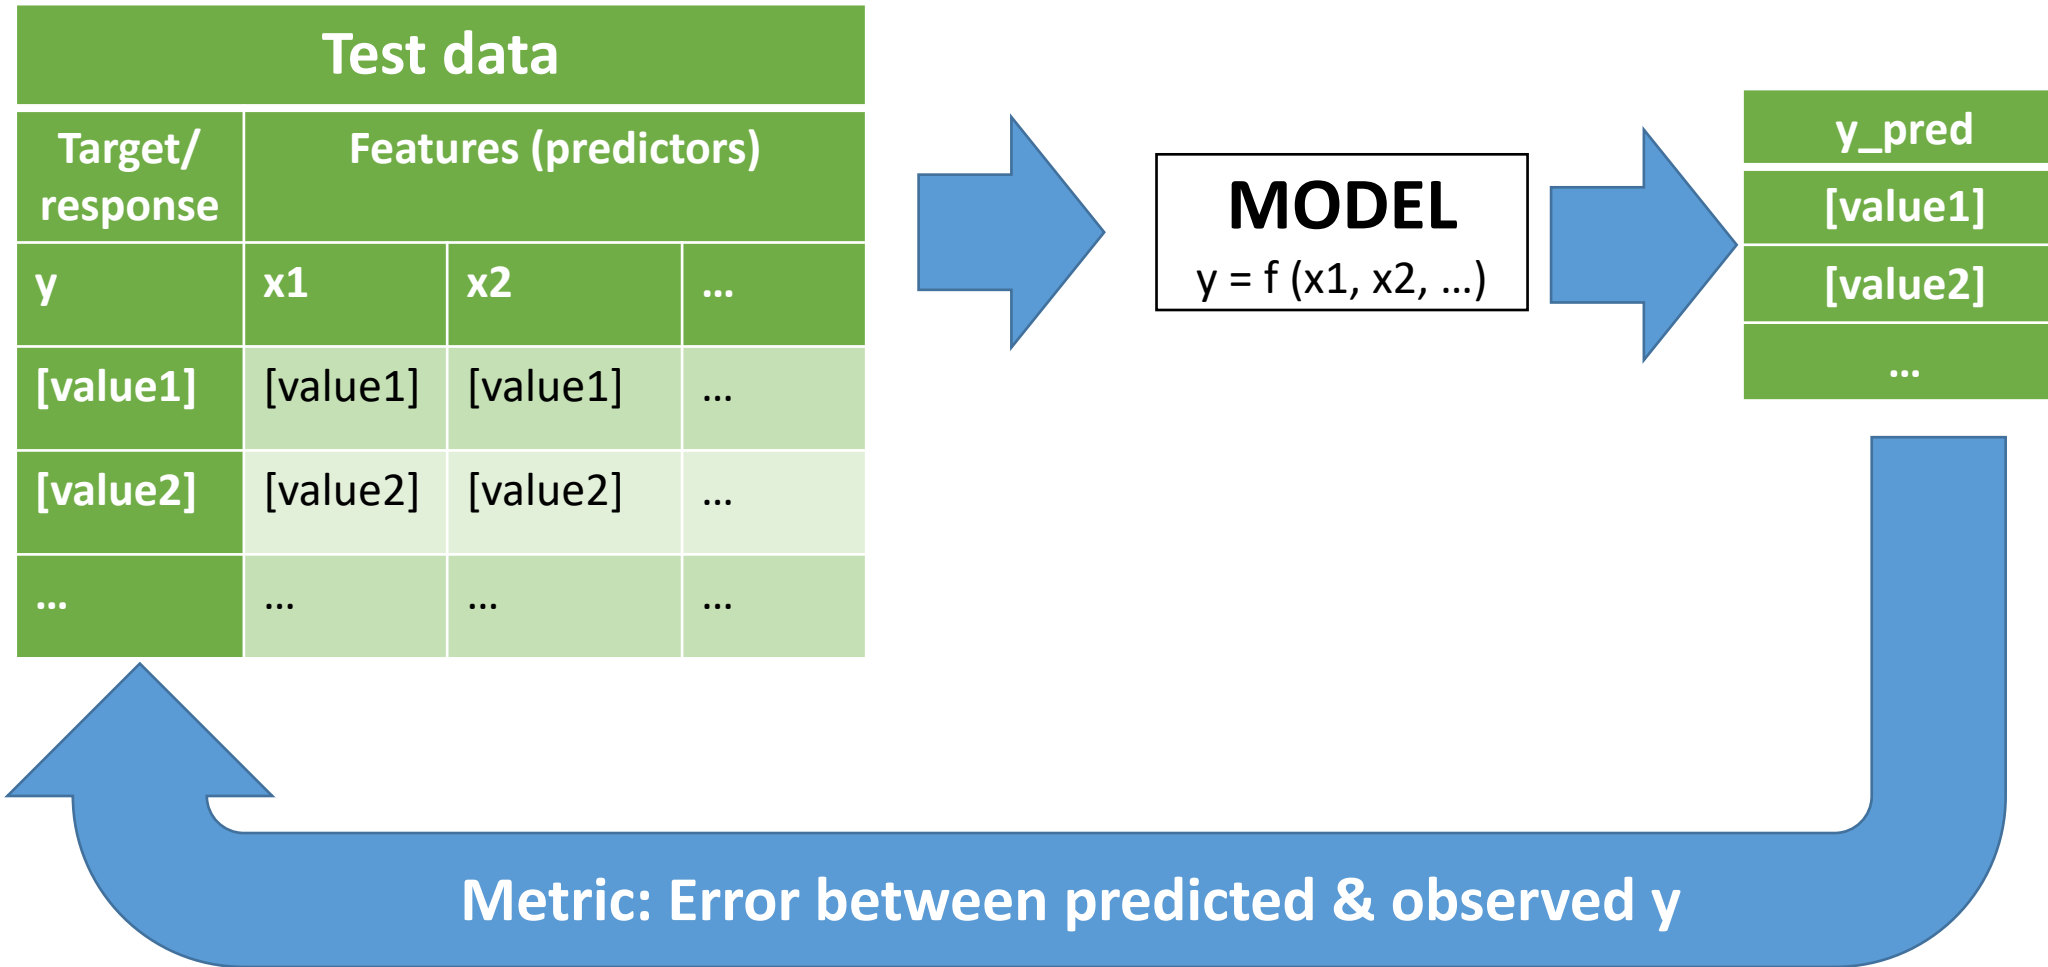 Test data
Target/
response
Features (predictors)
y x1 x2 ...
[value1] [value1] [value1] ...
[value2] [value2] [value2] ...
... ... ... ...
MODEL
y = f (x1, x2, ...)
y_pred
[value1]
[value2]
...
Metric: Error between predicted & observed y